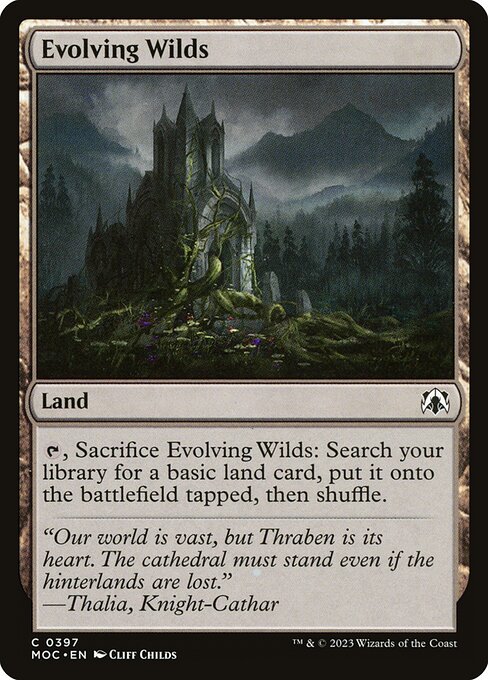 Evolving Wilds
Land
, Sacrifice Evolving Wilds: Search your
library for a basic land card, put it onto
the battlefield tapped, then shuffle.
“Our world is vast, but Thraben is its
heart. The cathedral must stand even if the
hinterlands are lost.”
—Thalia, Knight-Cathar
C 0397
MOC • EN Cliff Childs
™ & © 2023 Wizards of the Coast